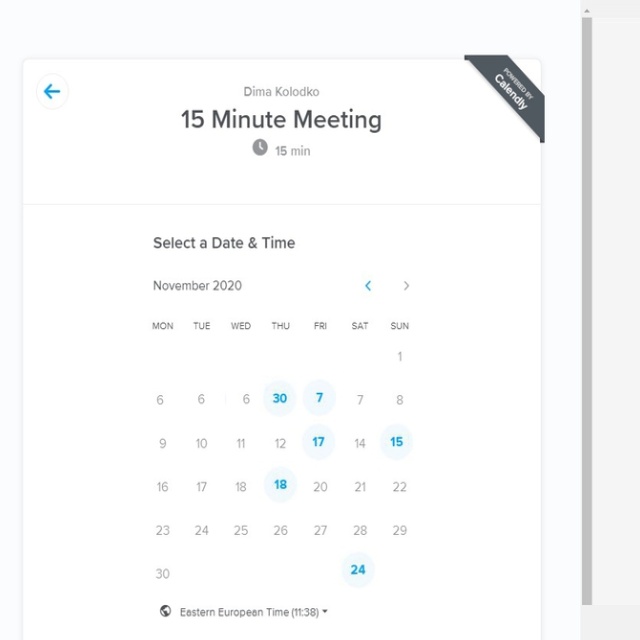 POWERED BY
Calendly
Dima Kolodko
15 Minute Meeting
15 min
Select a Date & Time
November 2020
MON TUE WED THU FRI SAT SUN
1
6 6 6 30 7 7 8
9 10 11 12 17 14 15
16 17 18 18 20 21 22
23 24 25 26 27 28 29
30 24
Eastern European Time (11:38)